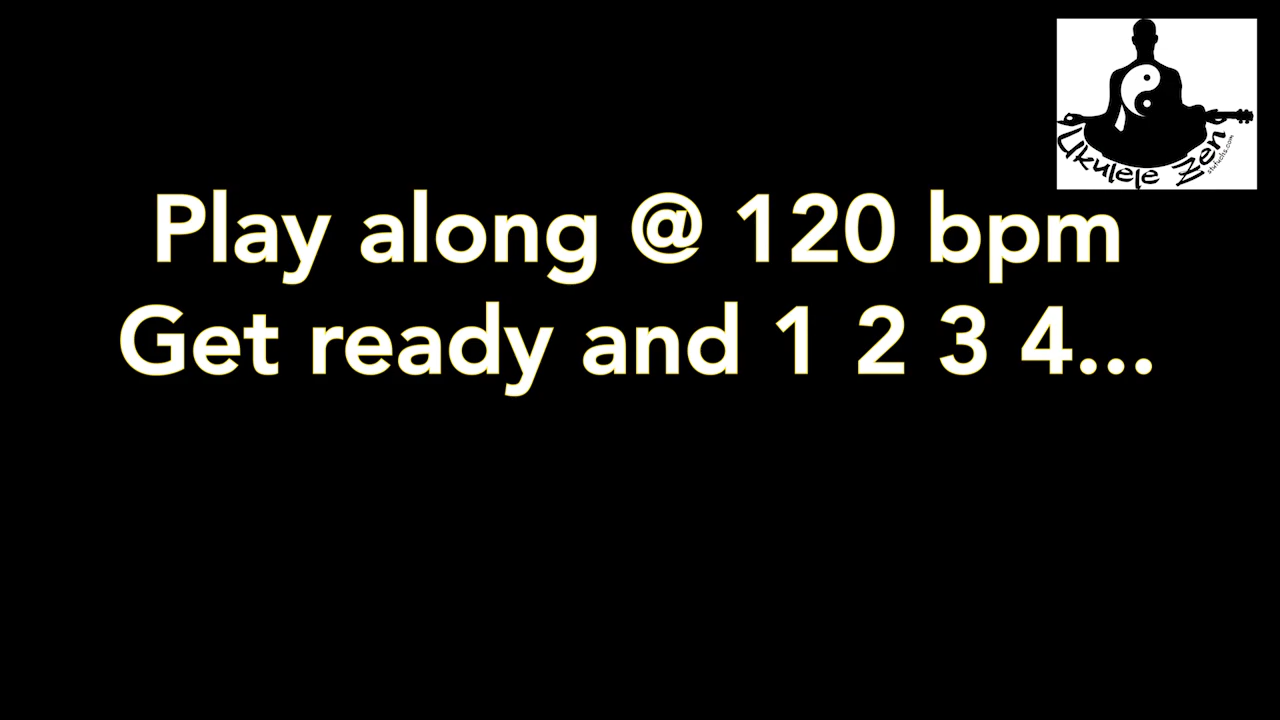 Play along @ 120 bpm
Get ready and 1 2 3 4...
Ukulele Zen